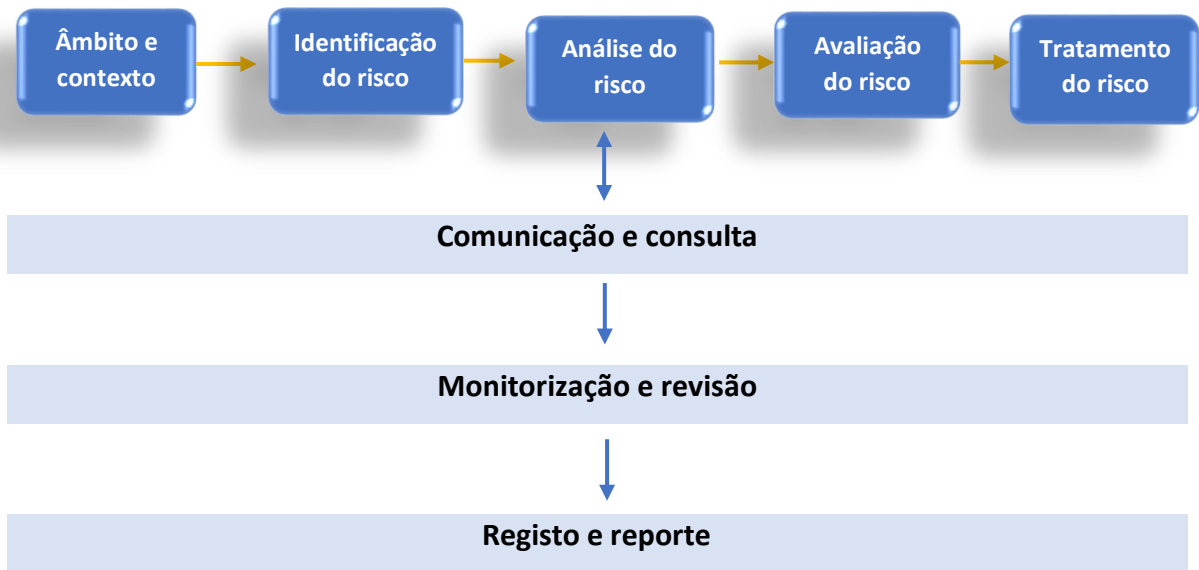 Âmbito e
contexto
Identificação
do risco
Análise do
risco
Avaliação
do risco
Tratamento
do risco
Comunicação e consulta
Monitorização e revisão
Registo e reporte